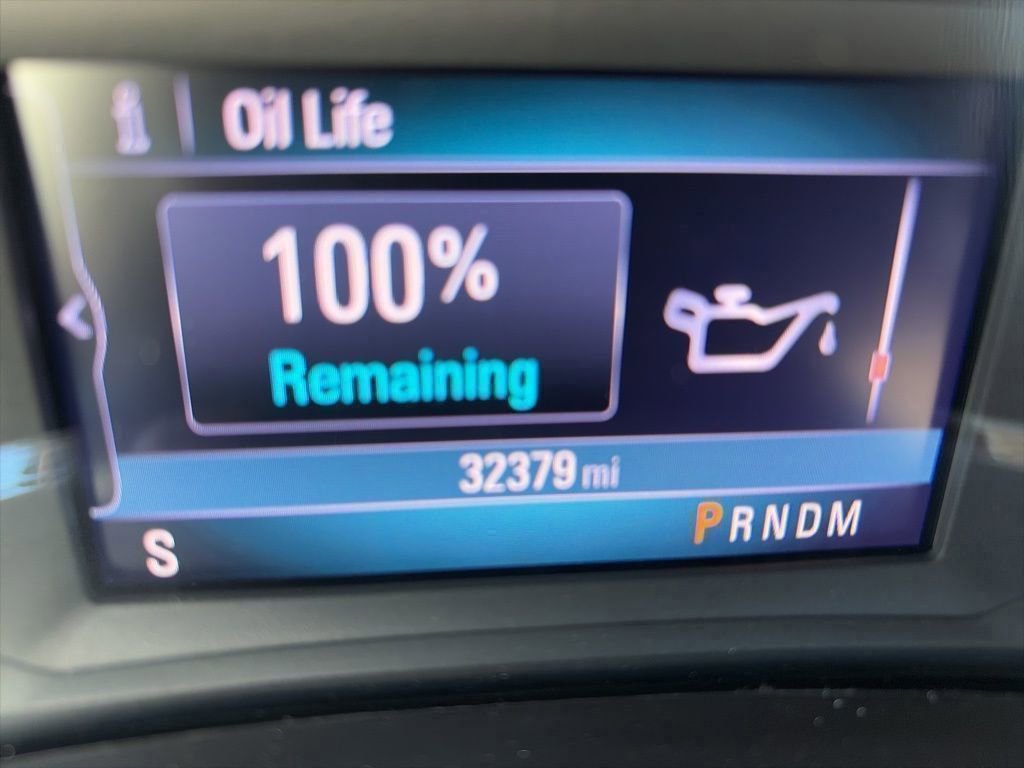 i Oil Life
100%
Remaining
32379 mi
PRNDM
S